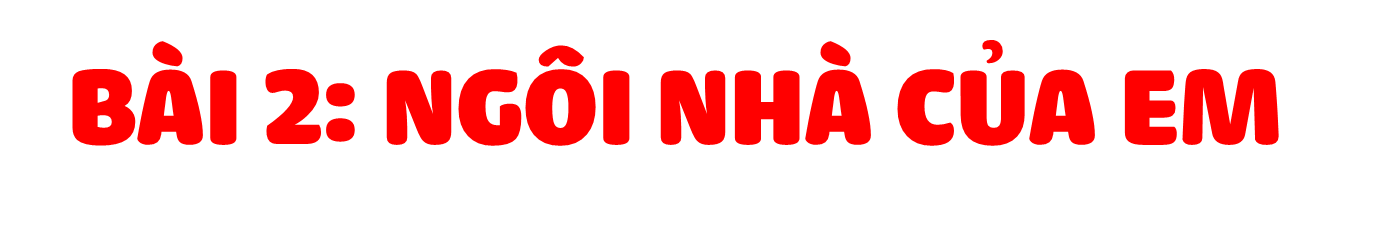 BÀI 2: NGÔI NHÀ CỦA EM